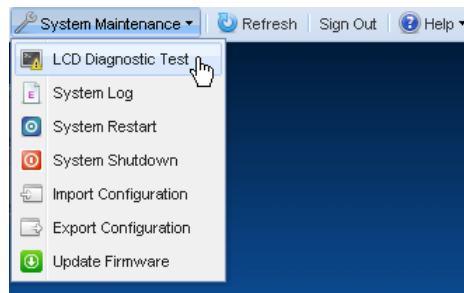 System Maintenance Refresh Sign Out Help
LCD Diagnostic Test
E System Log
System Restart
System Shutdown
Import Configuration
Export Configuration
Update Firmware